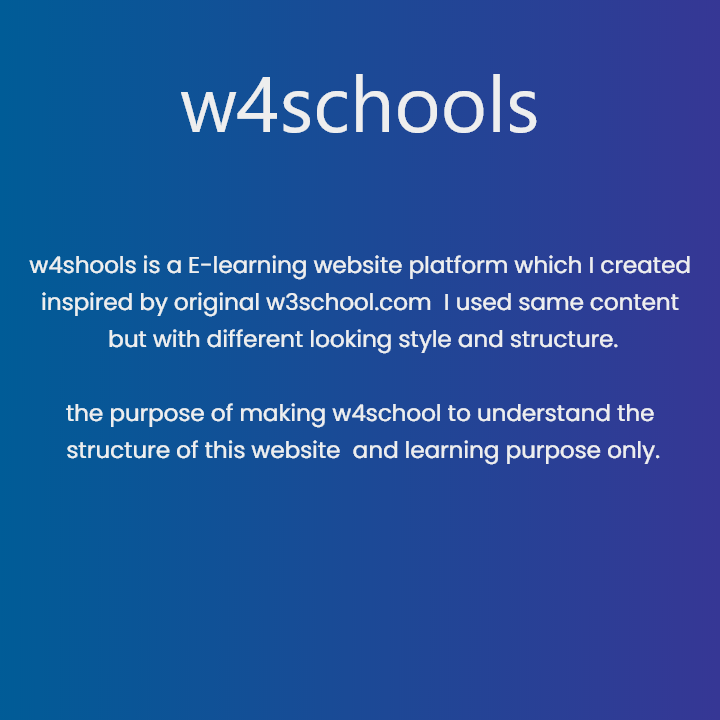 w4schools
w4shools is a E-learning website platform which I created
inspired by original w3school.com  I used same content
but with different looking style and structure.
the purpose of making w4school to understand the
structure of this website  and learning purpose only.